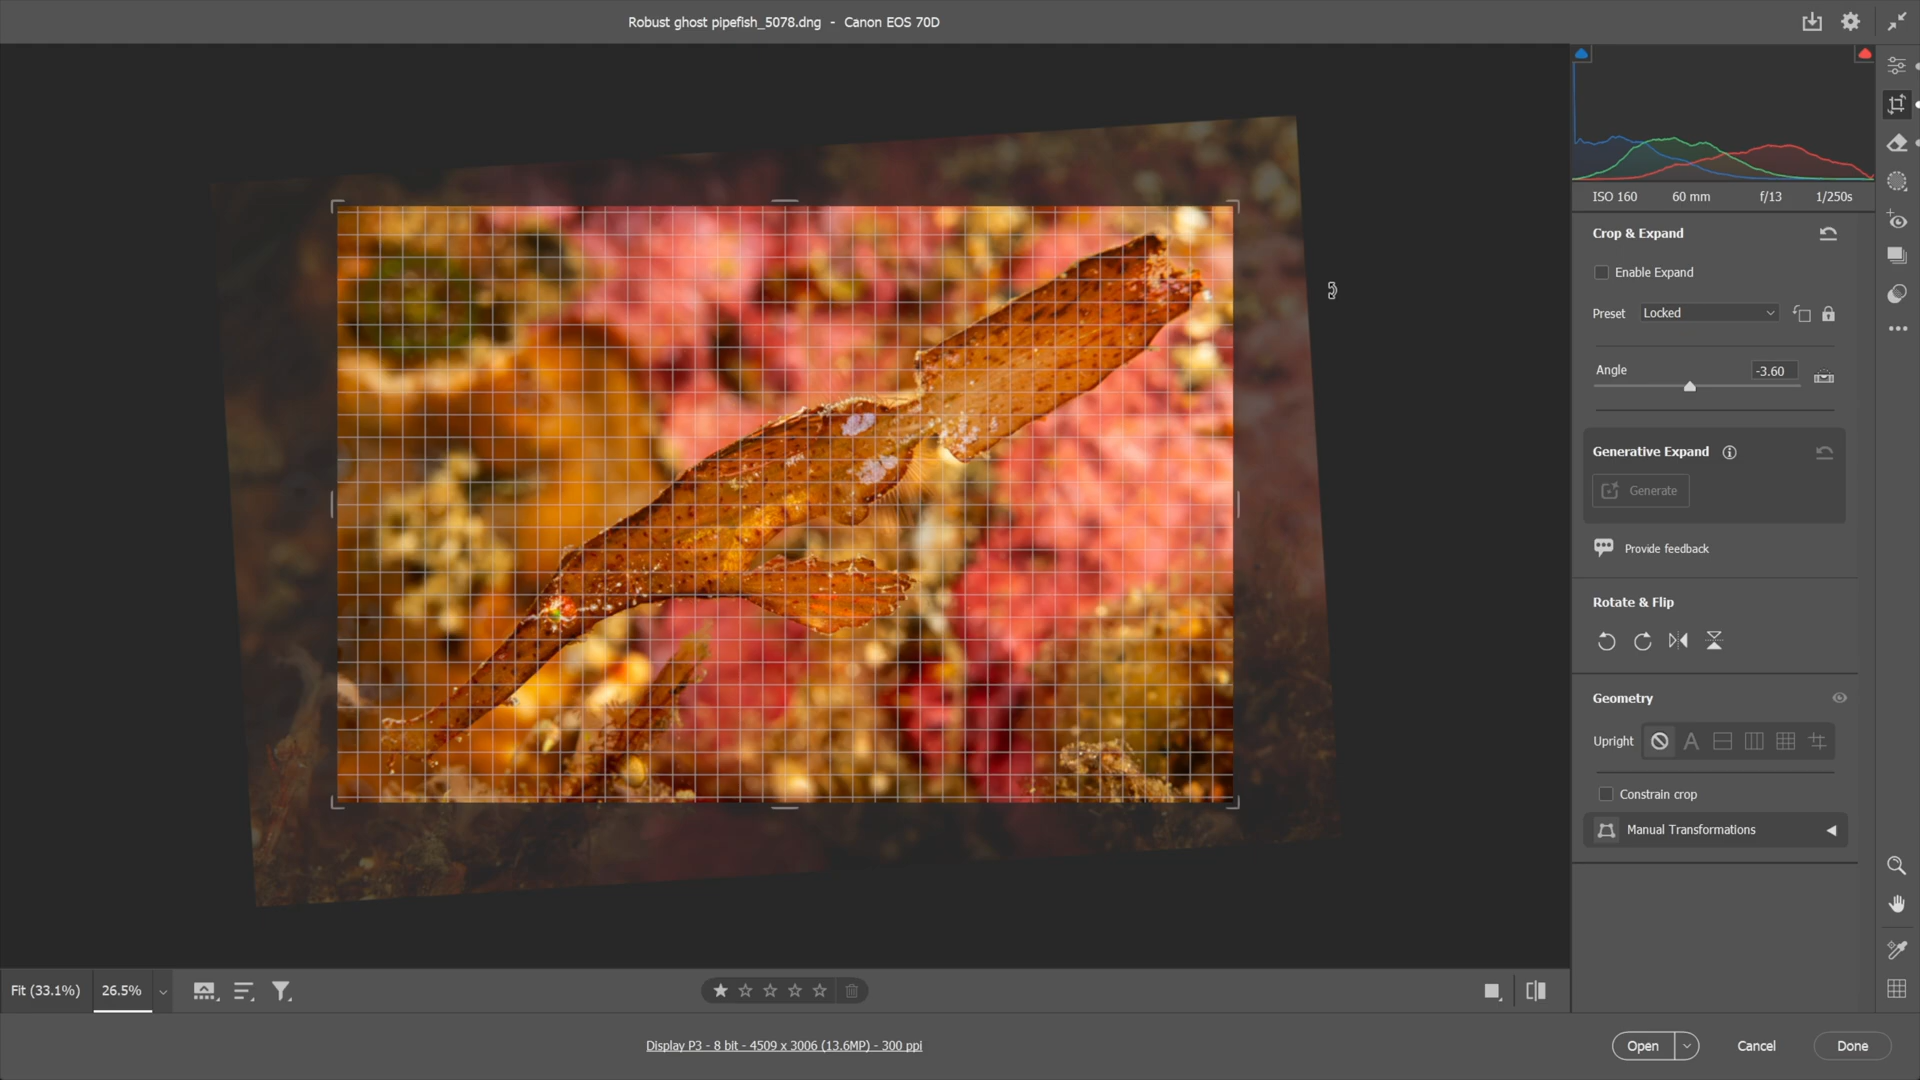 Robust ghost pipefish_5078.dng - Canon EOS 70D
ISO 160 60 mm f/13 1/250s
Crop & Expand
Enable Expand
Preset Locked
Angle -3.60
Generative Expand
Generate
Provide feedback
Rotate & Flip
Geometry
Upright A
Constrain crop
Manual Transformations
Fit (33.1%) 26.5%
Display P3 - 8 bit - 4509 x 3006 (13.6MP) - 300 ppi
Open Cancel Done